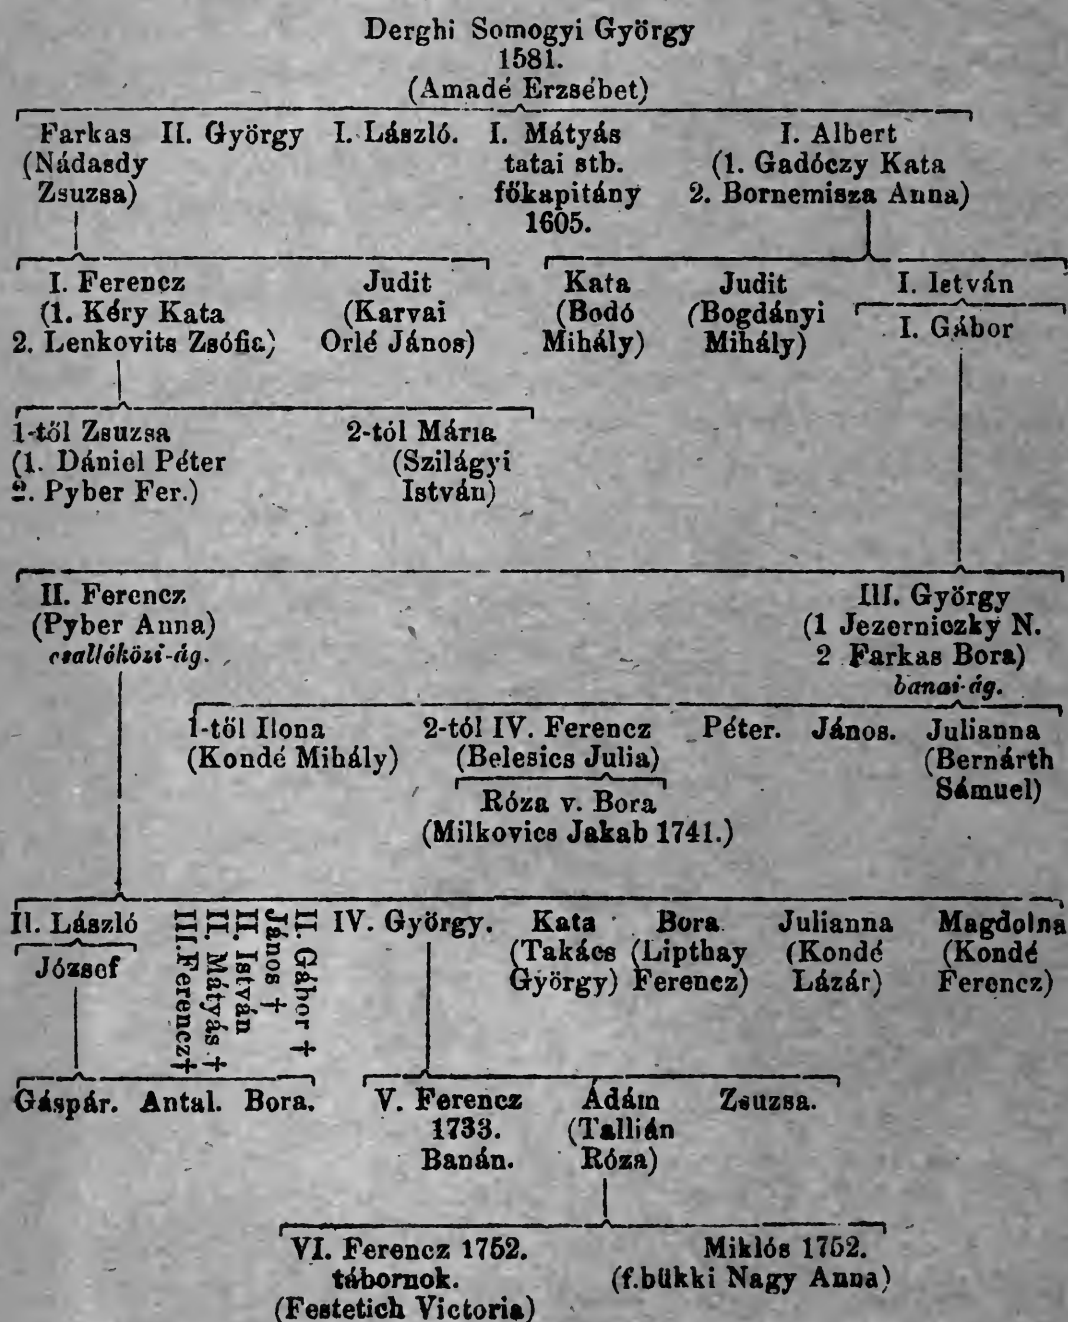 Derghi Somogyi György
1581.
(Amadé Erzsébet)
Farkas II. György I. László. I. Mátyás I. Albert
(Nádasdy tatai stb. (1. Gadóczy Kata
Zsuzsa) főkapitány 2. Bornemisza Anna)
1605.
I. Ferencz Judit Kata Judit I. István
(1. Kéry Kata (Karvai (Bodó (Bogdányi I. Gábor
2. Lenkovits Zsófia) Orlé János) Mihály) Mihály)
1-től Zsuzsa 2-tól Mária
(1. Dániel Péter (Szilágyi
2. Pyber Fer.) István)
II. Ferencz III. György
(Pyber Anna) (1 Jezerniczky N.
csallóközi-ág. 2 Farkas Bora)
banai-ág.
1-től Ilona 2-tól IV. Ferencz Péter. János. Julianna
(Kondé Mihály) (Belesics Julia) (Bernárth
Róza v. Bora Sámuel)
(Milkovics Jakab 1741.)
II. László
József
III. Ferencz †
II. Mátyás †
II. István
János †
II. Gábor †
IV. György. Kata Bora Julianna Magdolna
(Takács (Lipthay (Kondé (Kondé
György) Ferencz) Lázár) Ferencz)
Gáspár. Antal. Bora. V. Ferencz Ádám Zsuzsa.
1733. (Tallián
Banán. Róza)
VI. Ferencz 1752. Miklós 1752.
tábornok. (f.bükki Nagy Anna)
(Festetich Victoria)